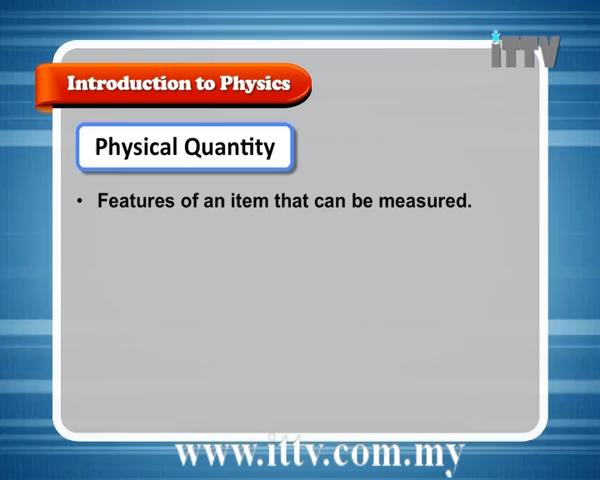 iTTV
Introduction to Physics
Physical Quantity
• Features of an item that can be measured.
www.ittv.com.my